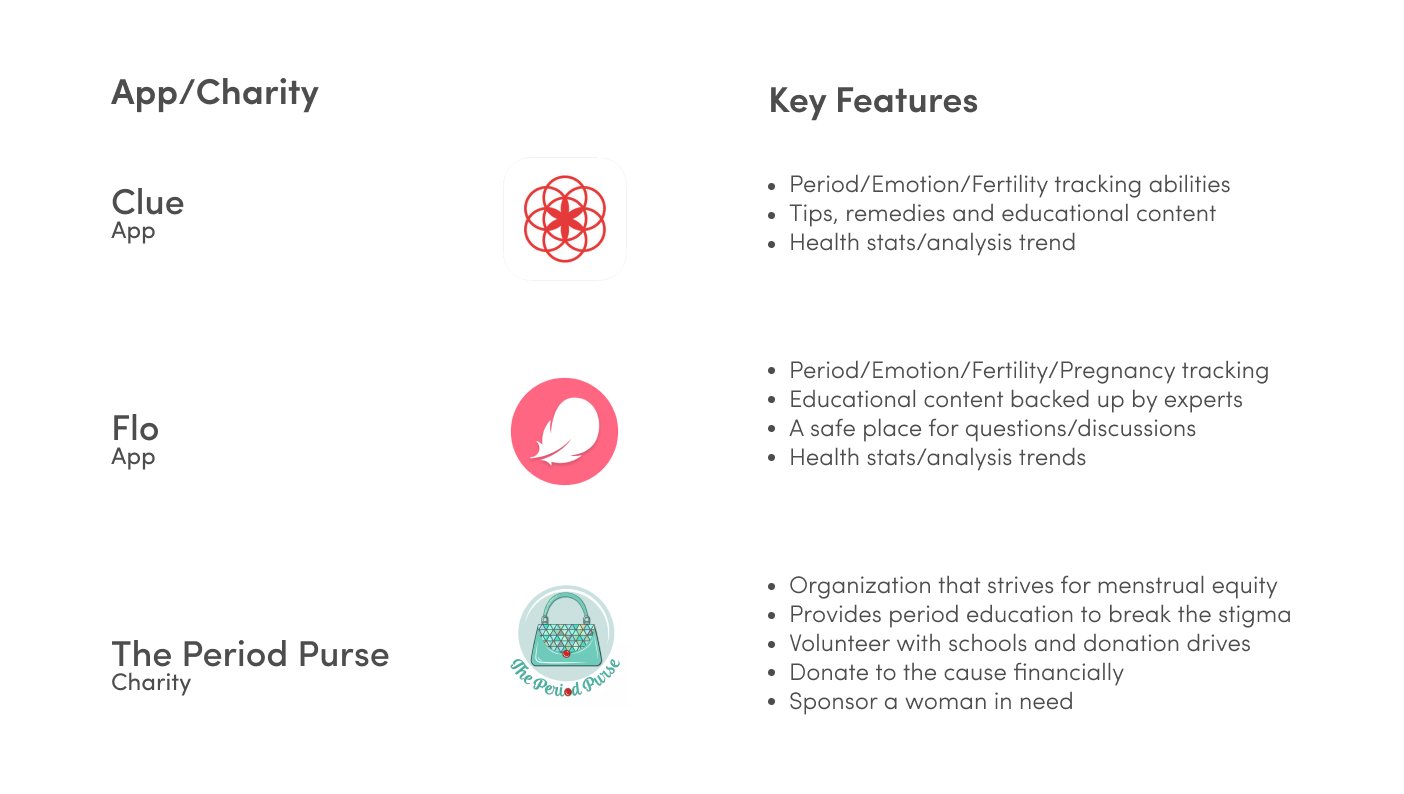 App/Charity
Key Features
Clue
App
• Period/Emotion/Fertility tracking abilities
• Tips, remedies and educational content
• Health stats/analysis trend
Flo
App
• Period/Emotion/Fertility/Pregnancy tracking
• Educational content backed up by experts
• A safe place for questions/discussions
• Health stats/analysis trends
The Period Purse
Charity
The Period Purse
• Organization that strives for menstrual equity
• Provides period education to break the stigma
• Volunteer with schools and donation drives
• Donate to the cause financially
• Sponsor a woman in need